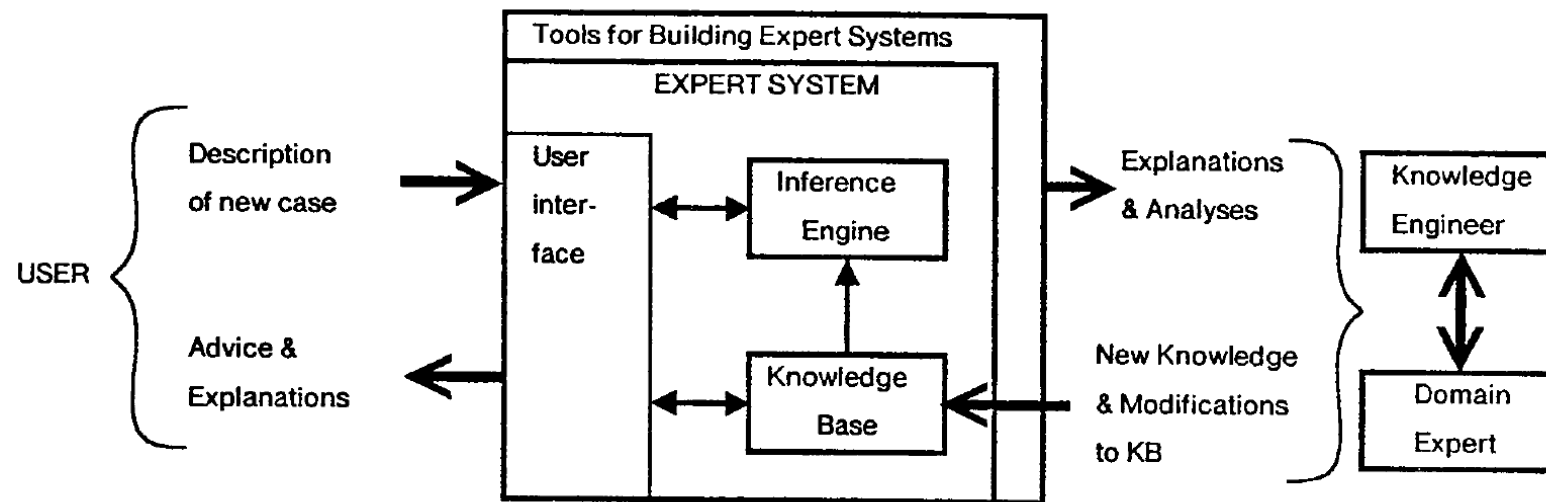 Tools for Building Expert Systems
EXPERT SYSTEM
USER
Description
of new case
Advice &
Explanations
User
inter-
face
Inference
Engine
Knowledge
Base
Explanations
& Analyses
New Knowledge
& Modifications
to KB
Knowledge
Engineer
Domain
Expert